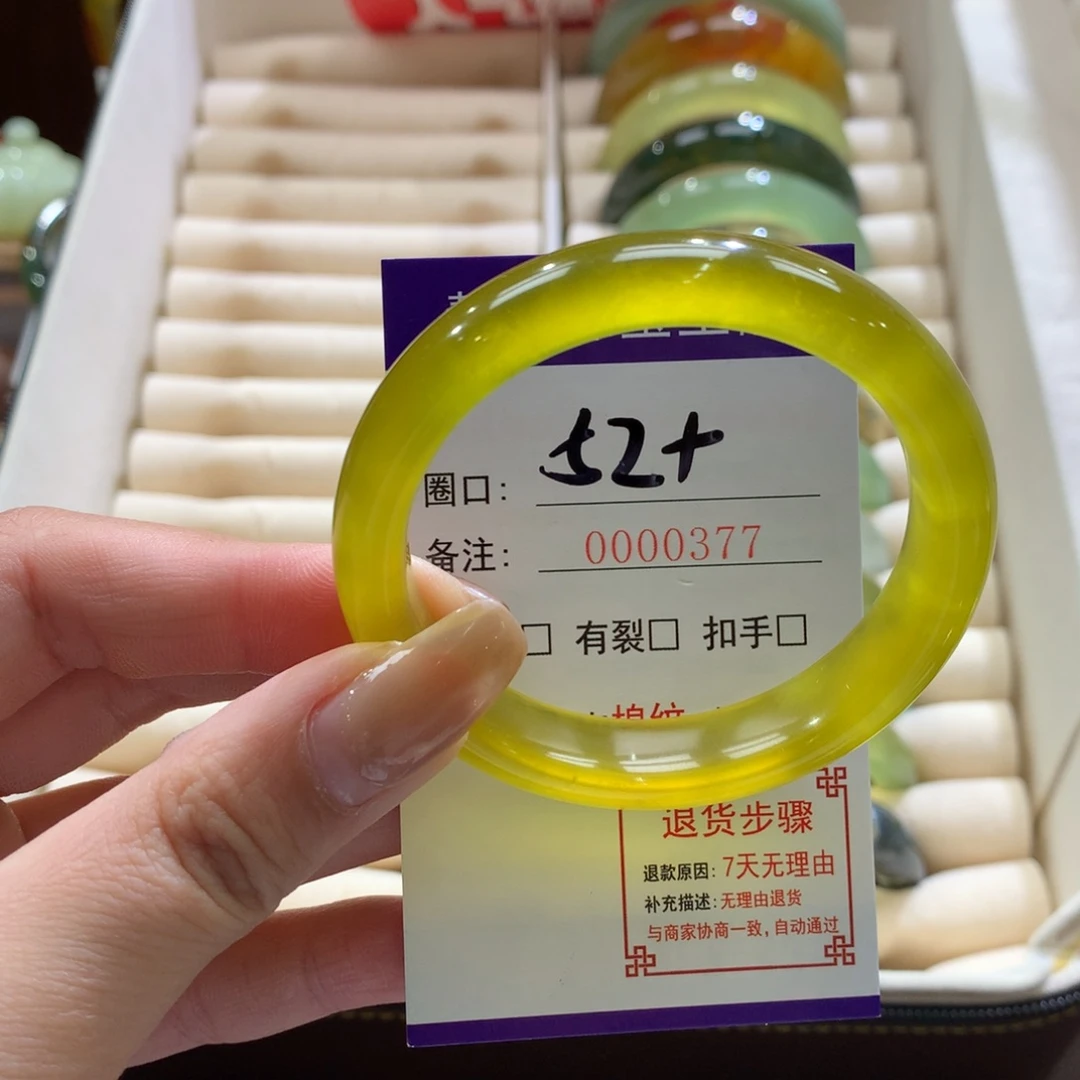 圈口: 52+
备注: 0000377
□ 有裂□ 扣手□
棉纹
退货步骤
退款原因: 7天无理由
补充描述: 无理由退货
与商家协商一致, 自动通过